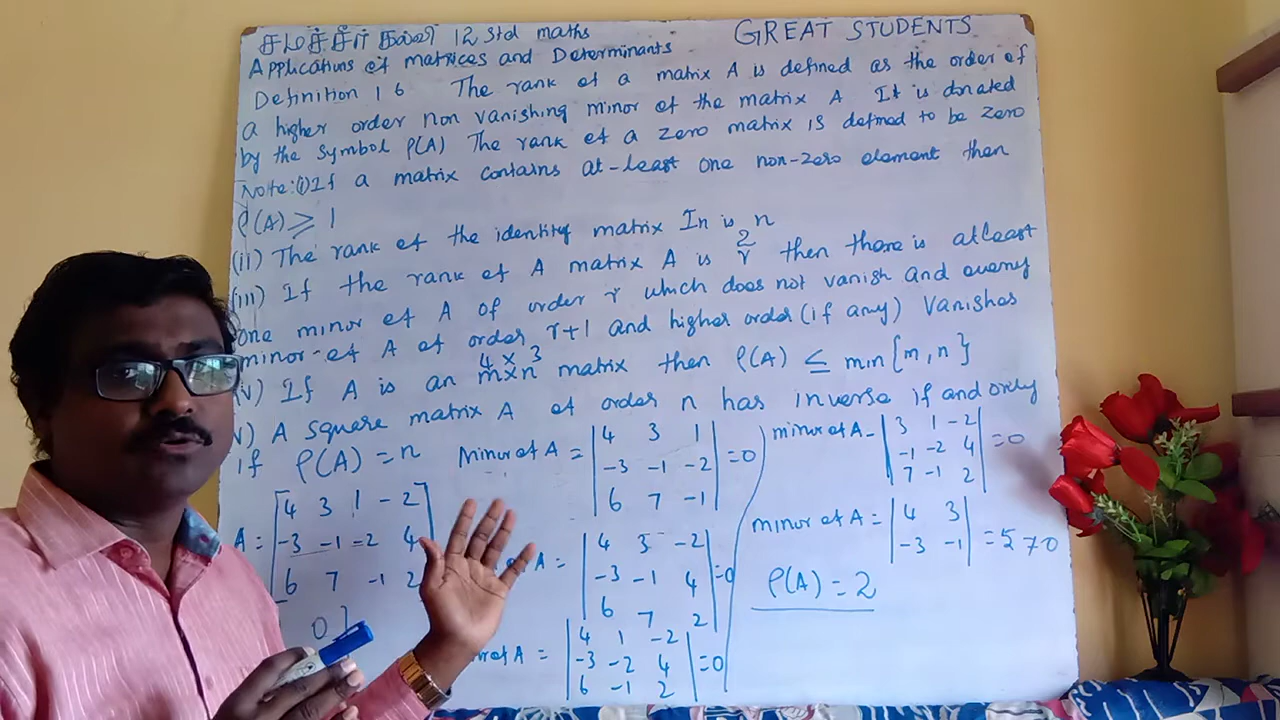 சமச்சீர் கல்வி 12 Std maths GREAT STUDENTS
Applications of matrices and Determinants
Definition 1 6 The rank of a matrix A is defined as the order of
a higher order non vanishing minor of the matrix A It is donated
by the symbol ρ(A) The rank of a zero matrix is defined to be zero
Note: (i) If a matrix contains at-least one non-zero element then
ρ(A) ≥ 1
(ii) The rank of the identity matrix In is n
2
(iii) If the rank of A matrix A is r then there is atleast
one minor of A of order r which does not vanish and every
minor of A of order r+1 and higher order (if any) vanishes
4 × 3
(v) If A is an m×n matrix then ρ(A) ≤ min {m, n}
v) A square matrix A of order n has inverse if and only
if ρ(A) = n
A = [4 3 1 -2
-3 -1 -2 4
6 7 -1 2
0]
minor of A = |4 3 1
-3 -1 -2
6 7 -1| = 0
of A = |4 3 -2
-3 -1 4
6 7 2| = 0
of A = |4 1 -2
-3 -2 4
6 -1 2| = 0
minor of A = |3 1 -2
-1 -2 4
7 -1 2| = 0
minor of A = |4 3
-3 -1| = 5 ≠ 0
ρ(A) = 2